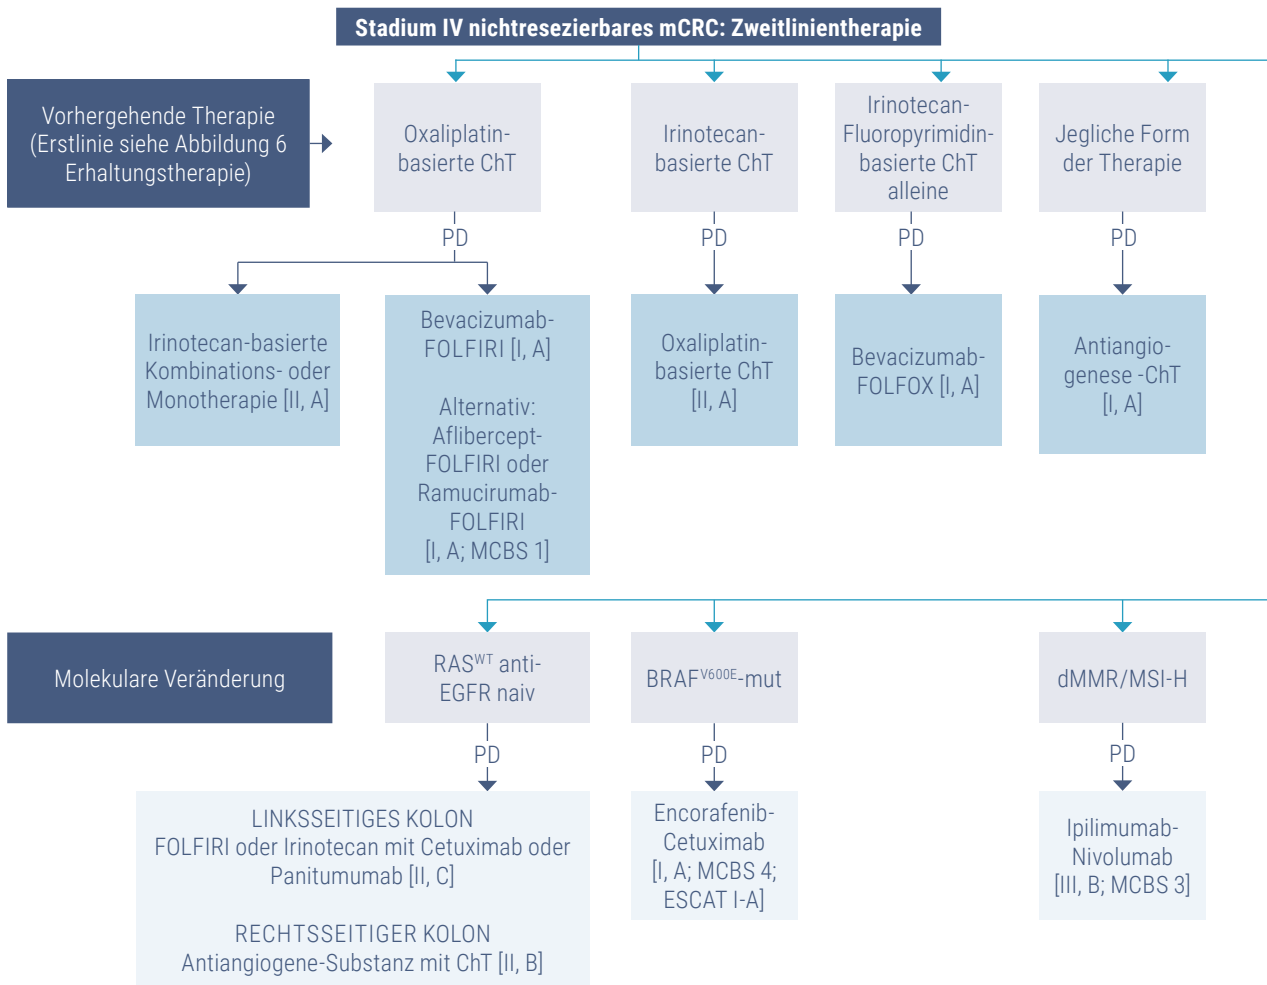 Stadium IV nichtresezierbares mCRC: Zweitlinientherapie
Vorhergehende Therapie
(Erstlinie siehe Abbildung 6
Erhaltungstherapie)
Oxaliplatin-
basierte ChT
Irinotecan-
basierte ChT
Irinotecan-
Fluoropyrimidin-
basierte ChT
alleine
Jegliche Form
der Therapie
PD
PD
PD
PD
Irinotecan-basierte
Kombinations- oder
Monotherapie [II, A]
Bevacizumab-
FOLFIRI [I, A]
Alternativ:
Aflibercept-
FOLFIRI oder
Ramucirumab-
FOLFIRI
[I, A; MCBS 1]
Oxaliplatin-
basierte ChT
[II, A]
Bevacizumab-
FOLFOX [I, A]
Antiangio-
genese -ChT
[I, A]
Molekulare Veränderung
RAS^WT anti-
EGFR naiv
BRAF^V600E-mut
dMMR/MSI-H
PD
PD
PD
LINKSSEITIGES KOLON
FOLFIRI oder Irinotecan mit Cetuximab oder
Panitumumab [II, C]
RECHTSSEITIGER KOLON
Antiangiogene-Substanz mit ChT [II, B]
Encorafenib-
Cetuximab
[I, A; MCBS 4;
ESCAT I-A]
Ipilimumab-
Nivolumab
[III, B; MCBS 3]